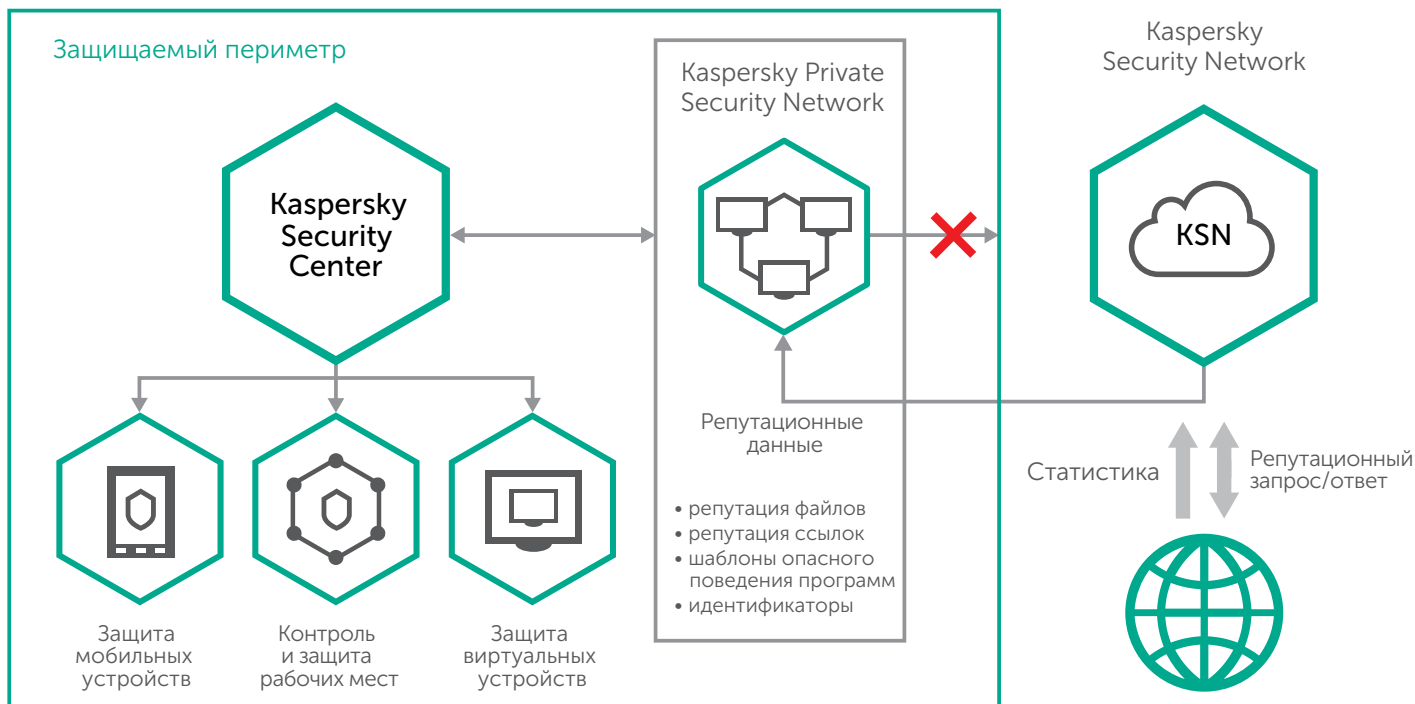 Защищаемый периметр
Kaspersky Private
Security Network
Kaspersky
Security Network
Kaspersky
Security
Center
KSN
Репутационные
данные
• репутация файлов
• репутация ссылок
• шаблоны опасного
поведения программ
• идентификаторы
Статистика
Репутационный
запрос/ответ
Защита
мобильных
устройств
Контроль
и защита
рабочих мест
Защита
виртуальных
устройств